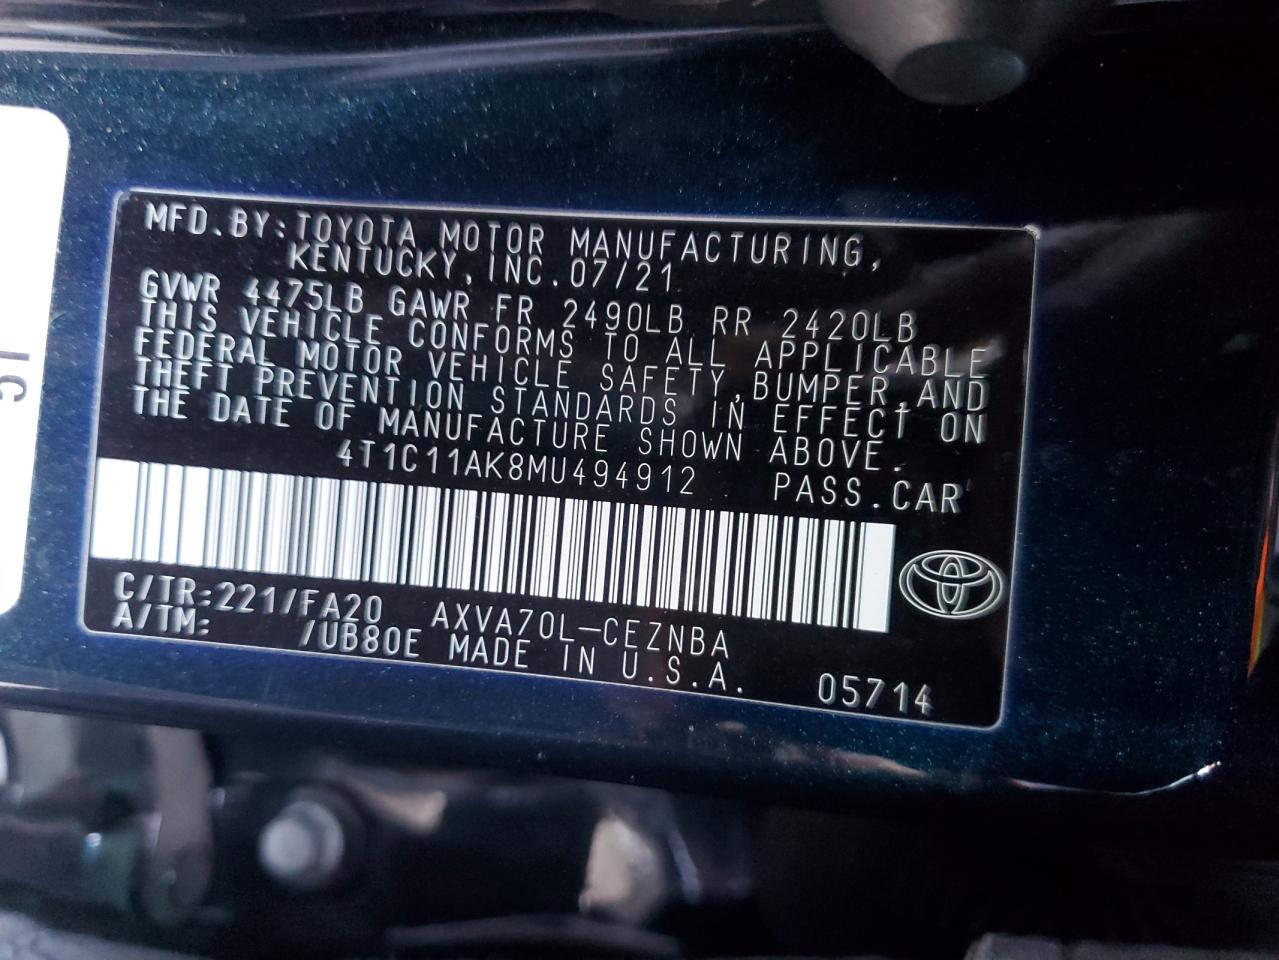 MFD.BY:TOYOTA MOTOR MANUFACTURING,
KENTUCKY,INC.07/21
GVWR 4475LB GAWR FR 2490LB RR 2420LB
THIS VEHICLE CONFORMS TO ALL APPLICABLE
FEDERAL MOTOR VEHICLE SAFETY,BUMPER,AND
THEFT PREVENTION STANDARDS IN EFFECT ON
THE DATE OF MANUFACTURE SHOWN ABOVE.
4T1C11AK8MU494912 PASS.CAR
C/TR:221/FA20 AXVA70L-CEZNBA
A/TM: /UB80E MADE IN U.S.A. 05714